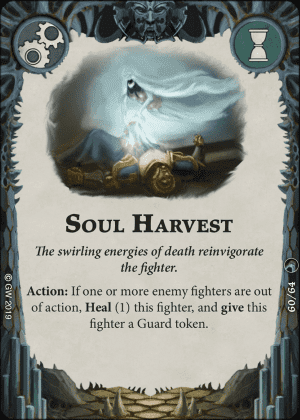 SOUL HARVEST
The swirling energies of death reinvigorate
the fighter.
Action: If one or more enemy fighters are out
of action, Heal (1) this fighter, and give this
fighter a Guard token.
© GW 2019
60/64